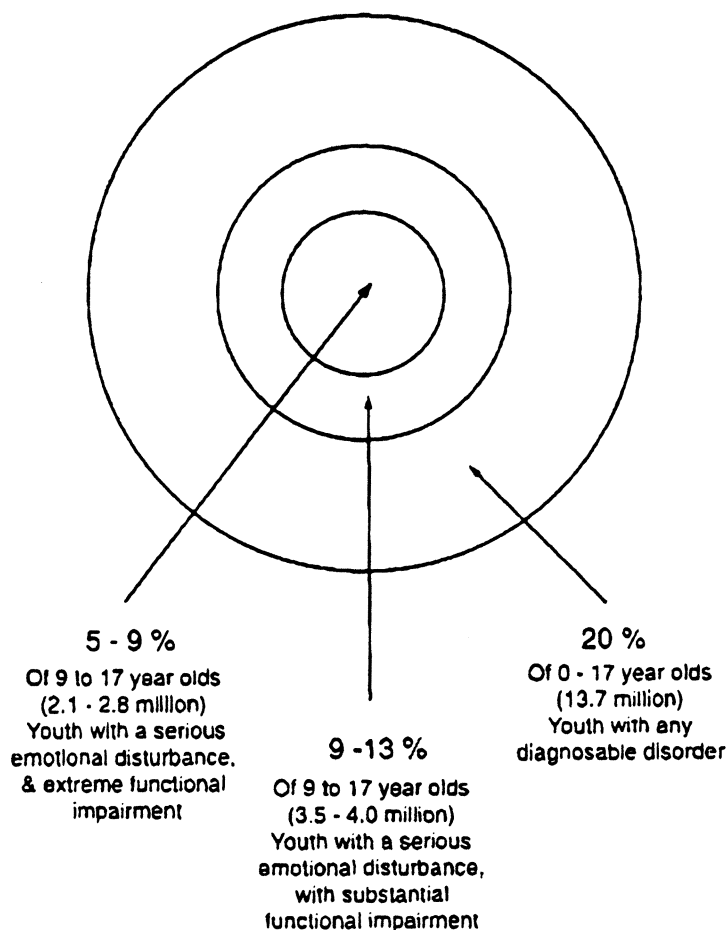 5 - 9 %
Of 9 to 17 year olds
(2.1 - 2.8 million)
Youth with a serious
emotional disturbance,
& extreme functional
impairment
9 -13 %
Of 9 to 17 year olds
(3.5 - 4.0 million)
Youth with a serious
emotional disturbance,
with substantial
functional impairment
20 %
Of 0 - 17 year olds
(13.7 million)
Youth with any
diagnosable disorder